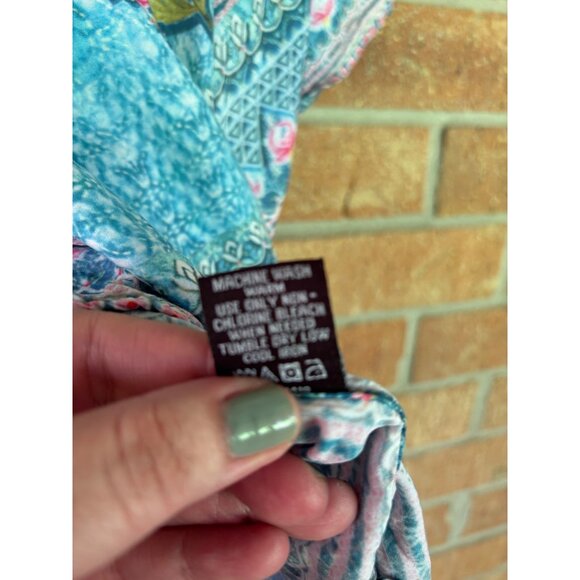 MACHINE WASH
WARM
USE ONLY NON-
CHLORINE BLEACH
WHEN NEEDED
TUMBLE DRY LOW
COOL IRON